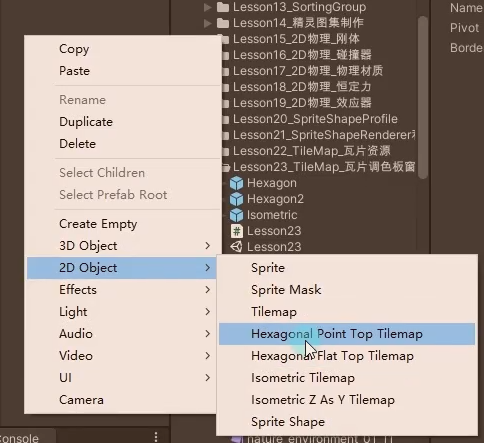 Lesson13_SortingGroup
Lesson14_精灵图集制作
Lesson15_2D物理_刚体
Lesson16_2D物理_碰撞器
Lesson17_2D物理_物理材质
Lesson18_2D物理_恒定力
Lesson19_2D物理_效应器
Lesson20_SpriteShapeProfile
Lesson21_SpriteShapeRenderer
Lesson22_TileMap_瓦片资源
Lesson23_TileMap_瓦片调色板窗
Hexagon
Hexagon2
Isometric
Lesson23
Lesson23
Name
Pivot
Borde
Copy
Paste
Rename
Duplicate
Delete
Select Children
Select Prefab Root
Create Empty
3D Object
2D Object
Effects
Light
Audio
Video
UI
Camera
Sprite
Sprite Mask
Tilemap
Hexagonal Point Top Tilemap
Hexagonal Flat Top Tilemap
Isometric Tilemap
Isometric Z As Y Tilemap
Sprite Shape
Console